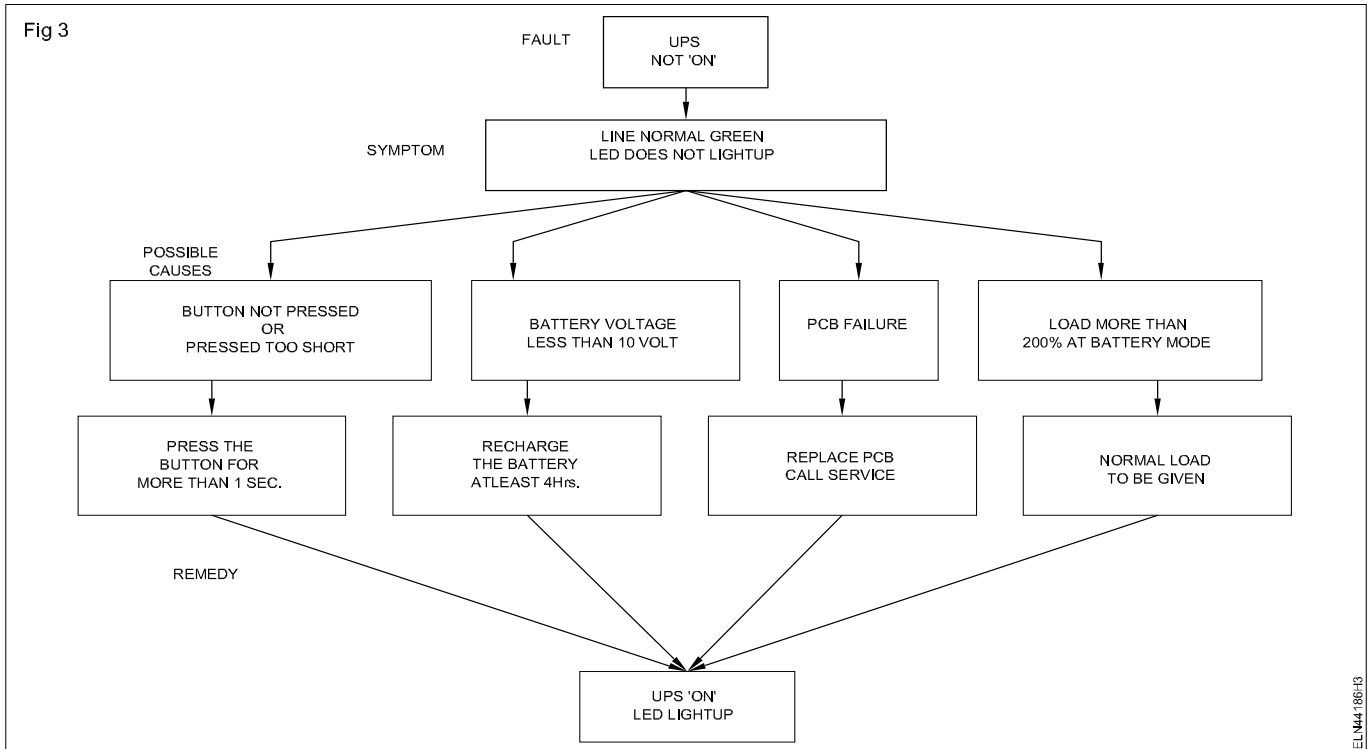 Fig 3
FAULT
UPS
NOT 'ON'
SYMPTOM
LINE NORMAL GREEN
LED DOES NOT LIGHTUP
POSSIBLE
CAUSES
BUTTON NOT PRESSED
OR
PRESSED TOO SHORT
BATTERY VOLTAGE
LESS THAN 10 VOLT
PCB FAILURE
LOAD MORE THAN
200% AT BATTERY MODE
PRESS THE
BUTTON FOR
MORE THAN 1 SEC.
RECHARGE
THE BATTERY
ATLEAST 4Hrs.
REPLACE PCB
CALL SERVICE
NORMAL LOAD
TO BE GIVEN
REMEDY
UPS 'ON'
LED LIGHTUP
ELN44186H3